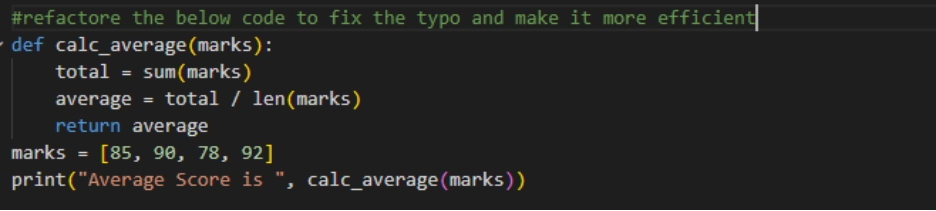 #refactore the below code to fix the typo and make it more efficient
def calc_average(marks):
    total = sum(marks)
    average = total / len(marks)
    return average
marks = [85, 90, 78, 92]
print("Average Score is ", calc_average(marks))